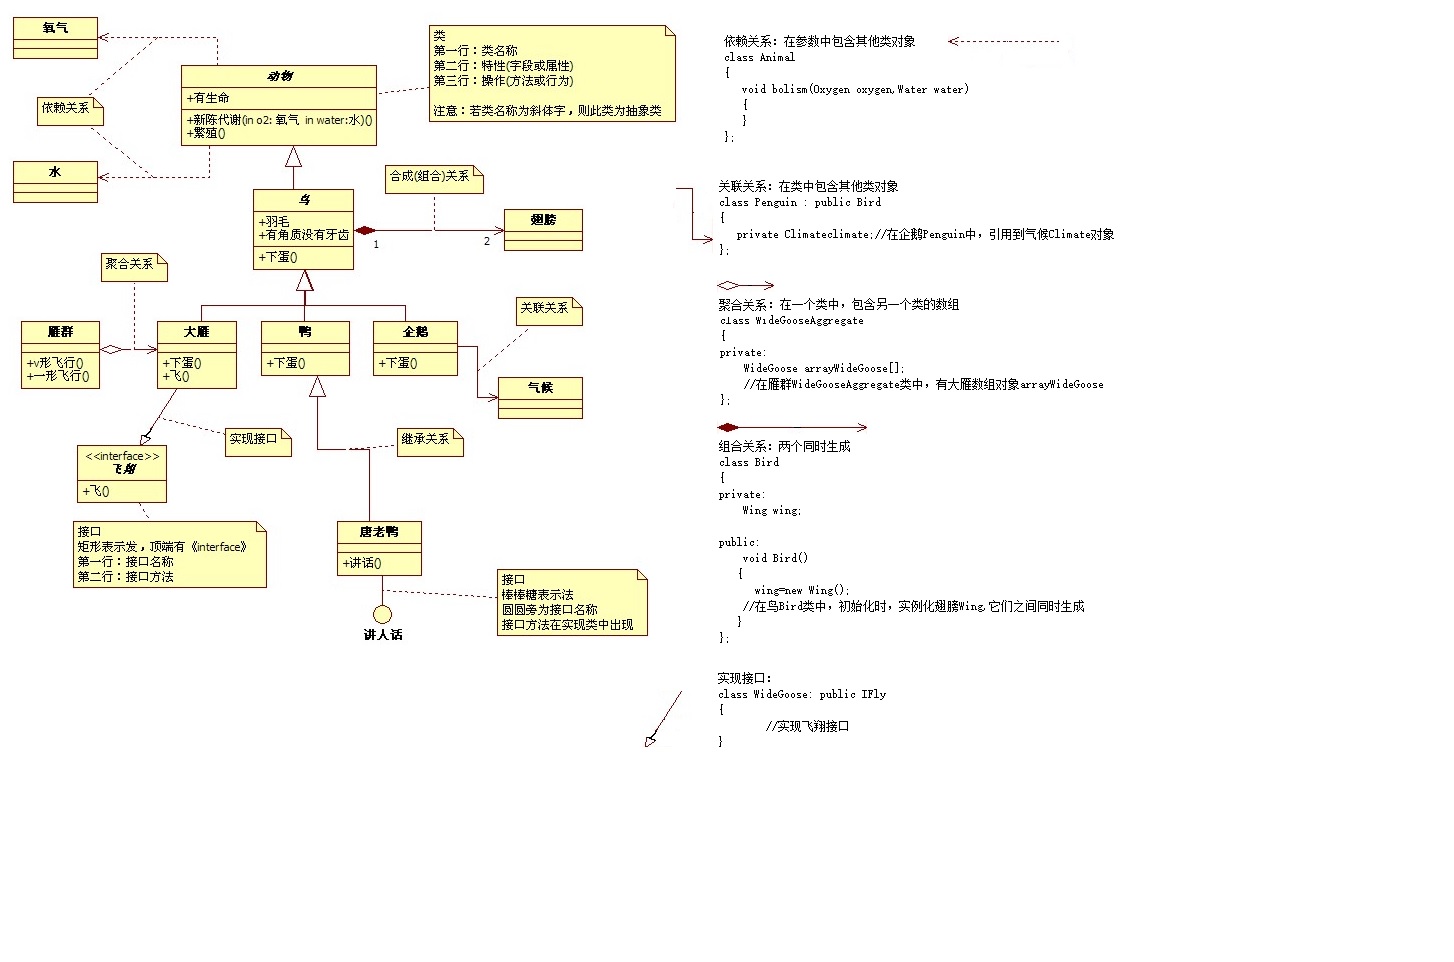 氧气
动物
+有生命
+新陈代谢(in o2: 氧气  in water:水)()
+繁殖()
类
第一行：类名称
第二行：特性(字段或属性)
第三行：操作(方法或行为)
注意：若类名称为斜体字，则此类为抽象类
依赖关系
水
鸟
+羽毛
+有角质没有牙齿
+下蛋()
合成(组合)关系
1
2
翅膀
聚合关系
雁群
+v形飞行()
+一形飞行()
大雁
+下蛋()
+飞()
鸭
+下蛋()
企鹅
+下蛋()
关联关系
气候
实现接口
继承关系
<<interface>>
飞翔
+飞()
接口
矩形表示发，顶端有《interface》
第一行：接口名称
第二行：接口方法
唐老鸭
+讲话()
讲人话
接口
棒棒糖表示法
圆圆旁为接口名称
接口方法在实现类中出现
依赖关系：在参数中包含其他类对象
class Animal
{
void bolism(Oxygen oxygen,Water water)
{
}
};
关联关系：在类中包含其他类对象
class Penguin : public Bird
{
private Climateclimate;//在企鹅Penguin中，引用到气候Climate对象
};
聚合关系：在一个类中，包含另一个类的数组
class WideGooseAggregate
{
private:
WideGoose arrayWideGoose[];
//在雁群WideGooseAggregate类中，有大雁数组对象arrayWideGoose
};
组合关系：两个同时生成
class Bird
{
private:
Wing wing;
public:
void Bird()
{
wing=new Wing();
//在鸟Bird类中，初始化时，实例化翅膀Wing,它们之间同时生成
}
};
实现接口：
class WideGoose: public IFly
{
//实现飞翔接口
}